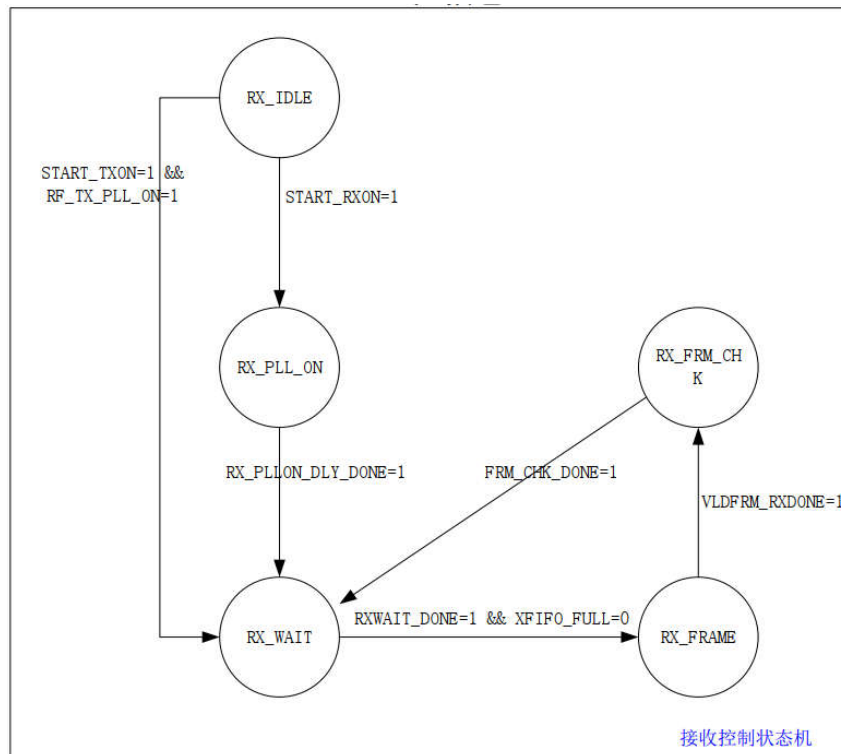 RX_IDLE
START_TXON=1 &&
RF_TX_PLL_ON=1
START_RXON=1
RX_PLL_ON
RX_FRM_CH
K
RX_PLLON_DLY_DONE=1
FRM_CHK_DONE=1
VLDFRM_RXDONE=1
RX_WAIT
RXWAIT_DONE=1 && XFIFO_FULL=0
RX_FRAME
接收控制状态机